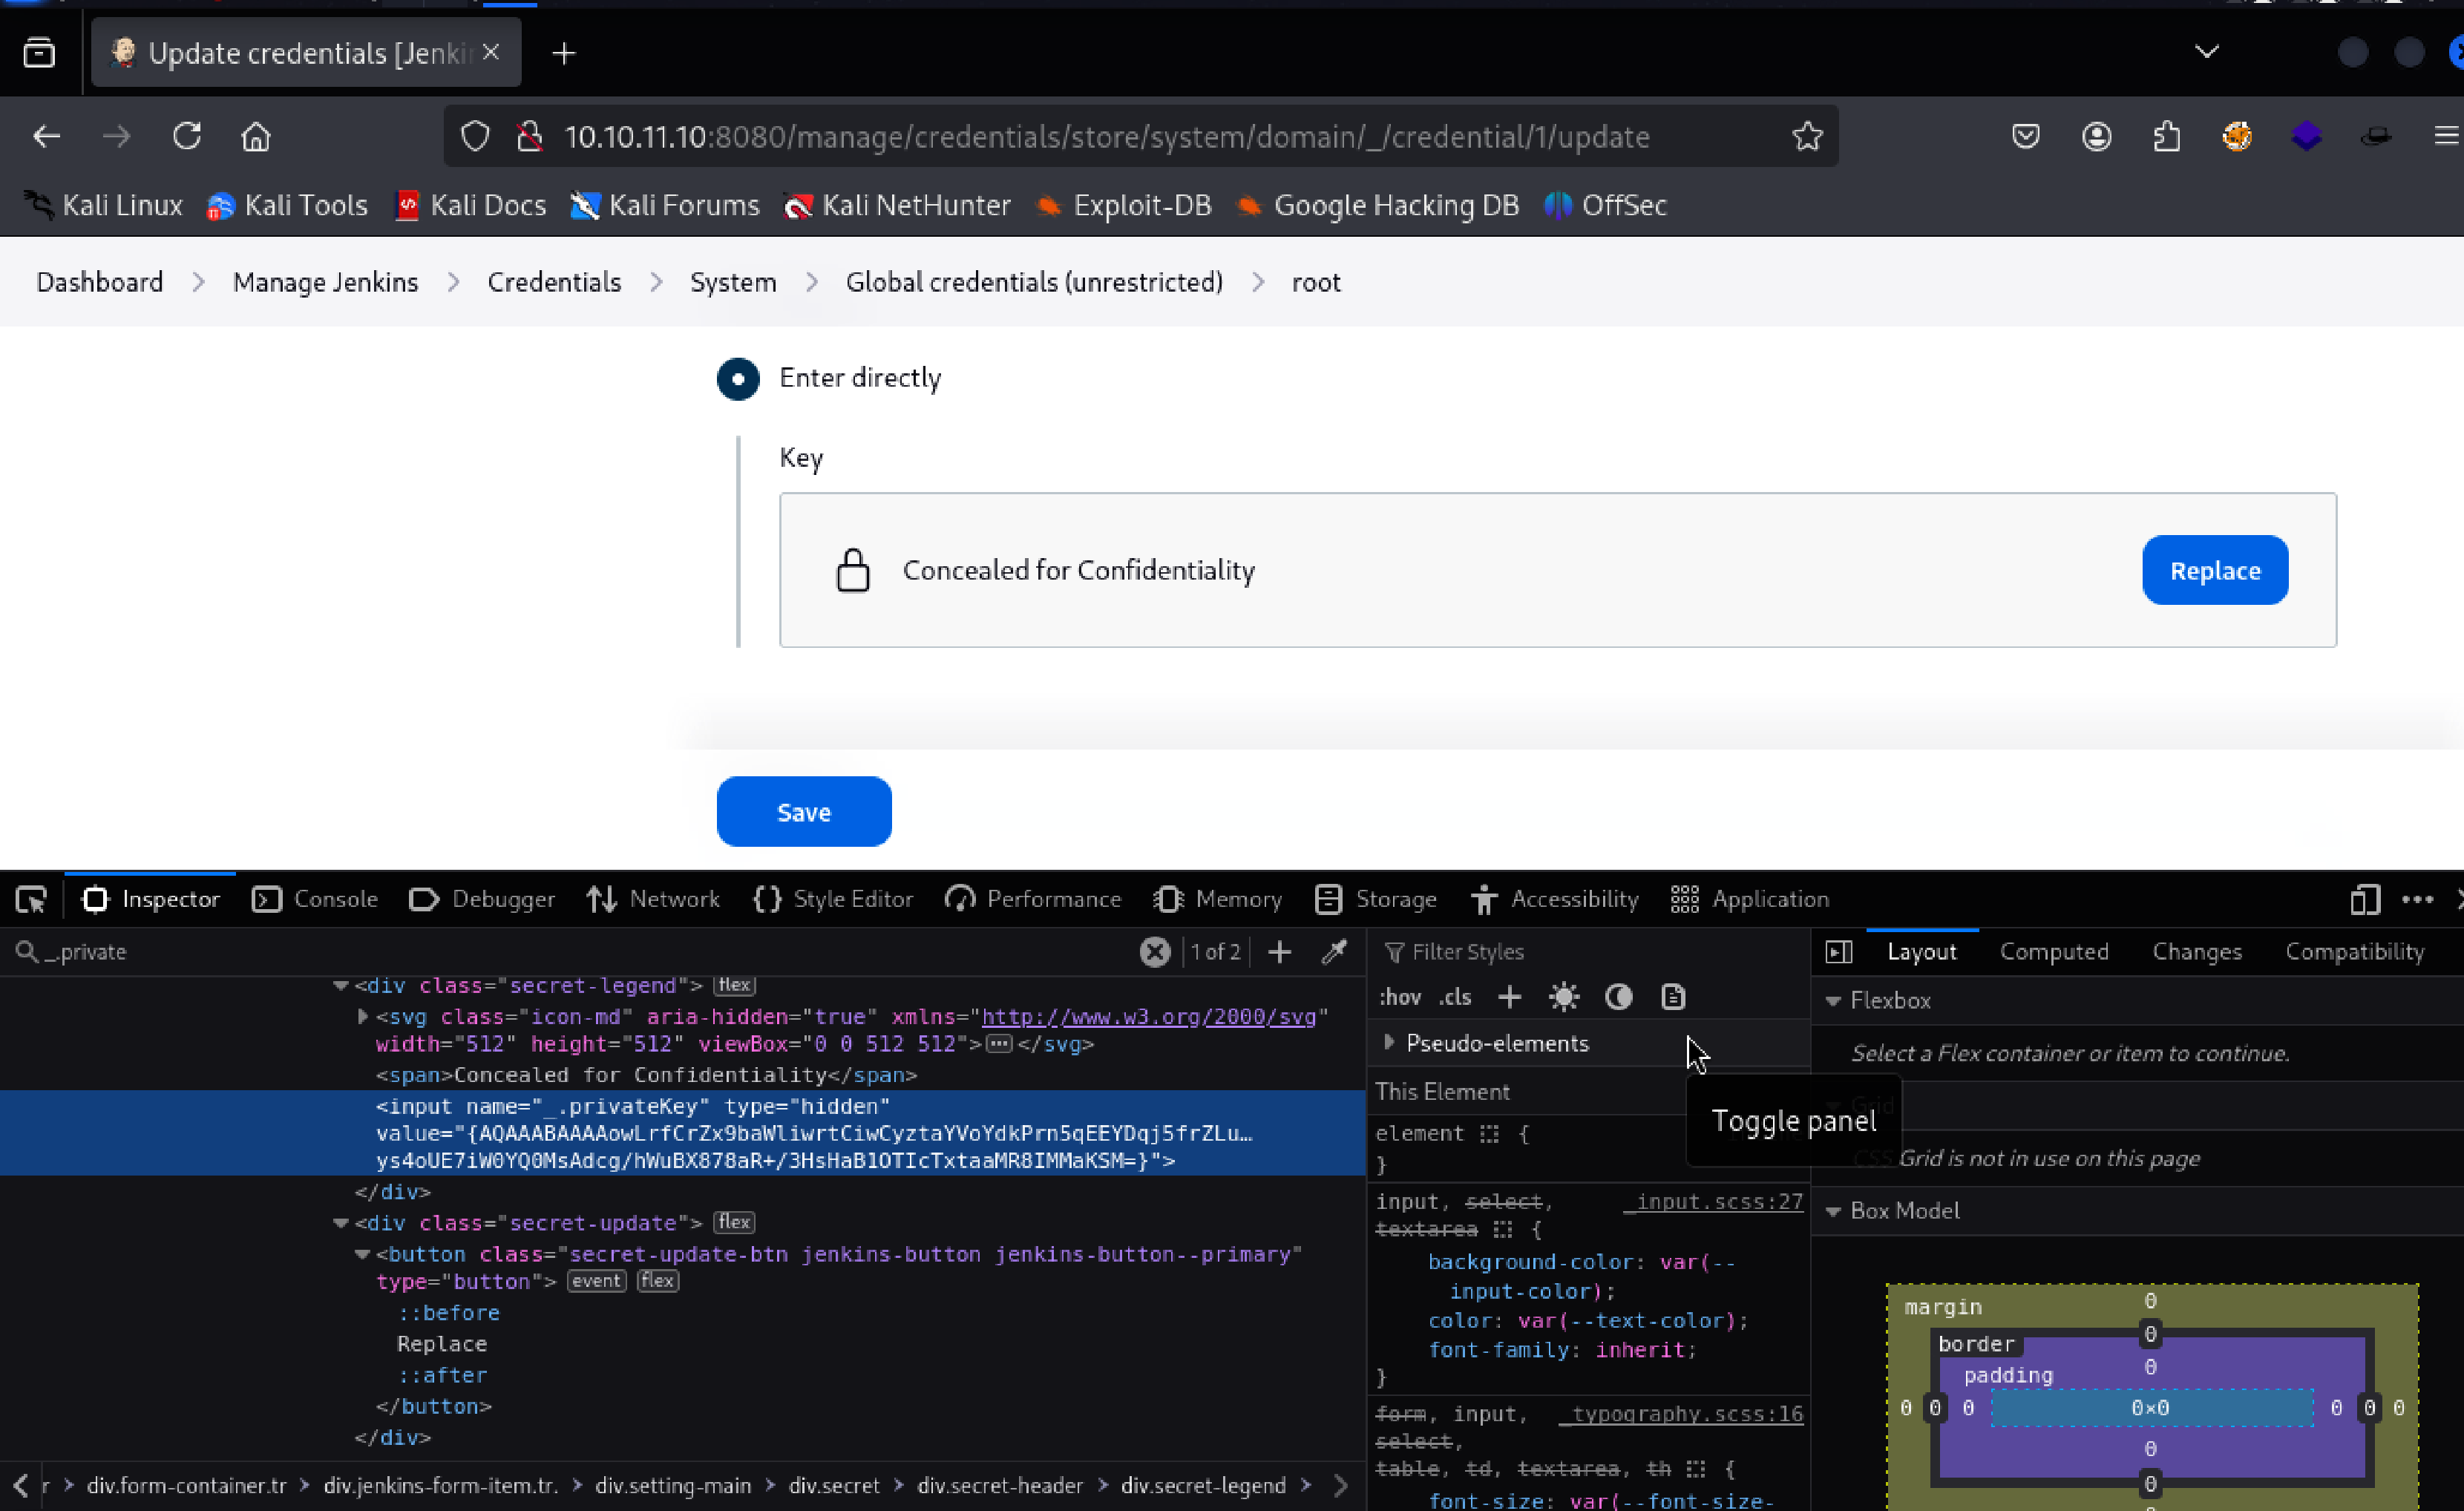 Update credentials [Jenki
10.10.11.10:8080/manage/credentials/store/system/domain/_/credential/1/update
Kali Linux Kali Tools Kali Docs Kali Forums Kali NetHunter Exploit-DB Google Hacking DB OffSec
Dashboard > Manage Jenkins > Credentials > System > Global credentials (unrestricted) > root
Enter directly
Key
Concealed for Confidentiality
Replace
Save
Inspector Console Debugger Network Style Editor Performance Memory Storage Accessibility Application
_.private
1 of 2
<div class="secret-legend"> flex
<svg class="icon-md" aria-hidden="true" xmlns="http://www.w3.org/2000/svg"
width="512" height="512" viewBox="0 0 512 512"> ··· </svg>
<span>Concealed for Confidentiality</span>
<input name="_.privateKey" type="hidden"
value="{AQAAABAAAAowLrfCrZx9baWliwrtCiwCyztaYVoYdkPrn5qEEYDqj5frZLu…
ys4oUE7iW0YQ0MsAdcg/hWuBX878aR+/3HsHaB1OTIcTxtaaMR8IMMaKSM=}">
</div>
<div class="secret-update"> flex
<button class="secret-update-btn jenkins-button jenkins-button--primary"
type="button"> event flex
::before
Replace
::after
</button>
</div>
r > div.form-container.tr > div.jenkins-form-item.tr. > div.setting-main > div.secret > div.secret-header > div.secret-legend >
Filter Styles
:hov .cls
Pseudo-elements
This Element
element {
}
input, select, _input.scss:27
textarea {
background-color: var(--
input-color);
color: var(--text-color);
font-family: inherit;
}
form, input, _typography.scss:16
select,
table, td, textarea, th {
font-size: var(--font-size-
Toggle panel
Layout Computed Changes Compatibility
Flexbox
Select a Flex container or item to continue.
Grid
CSS Grid is not in use on this page
Box Model
margin 0
border 0
padding 0
0 0 0 0×0 0 0 0
0
0